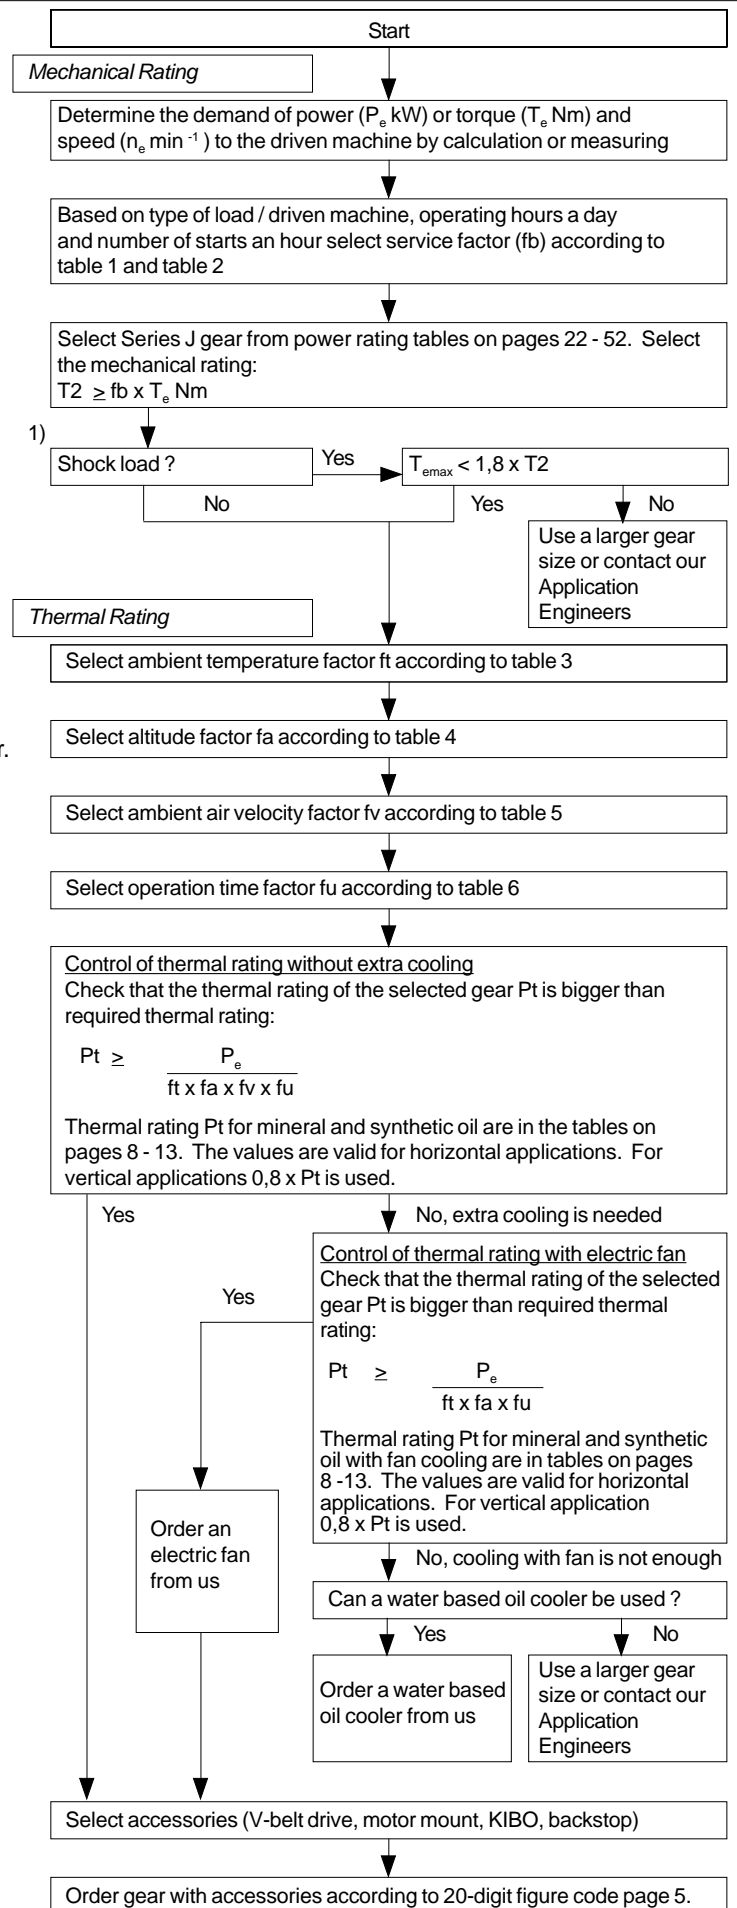 Start
Mechanical Rating
Determine the demand of power (Pe kW) or torque (Te Nm) and
speed (ne min -1 ) to the driven machine by calculation or measuring
Based on type of load / driven machine, operating hours a day
and number of starts an hour select service factor (fb) according to
table 1 and table 2
Select Series J gear from power rating tables on pages 22 - 52. Select
the mechanical rating:
T2 ≥ fb x Te Nm
1)
Shock load ?
Yes
Temax < 1,8 x T2
No
Yes
No
Use a larger gear
size or contact our
Application
Engineers
Thermal Rating
Select ambient temperature factor ft according to table 3
r.
Select altitude factor fa according to table 4
Select ambient air velocity factor fv according to table 5
Select operation time factor fu according to table 6
Control of thermal rating without extra cooling
Check that the thermal rating of the selected gear Pt is bigger than
required thermal rating:
Pt ≥ Pe
ft x fa x fv x fu
Thermal rating Pt for mineral and synthetic oil are in the tables on
pages 8 - 13. The values are valid for horizontal applications. For
vertical applications 0,8 x Pt is used.
Yes
No, extra cooling is needed
Control of thermal rating with electric fan
Check that the thermal rating of the selected
gear Pt is bigger than required thermal
rating:
Yes
Pt ≥ Pe
ft x fa x fu
Thermal rating Pt for mineral and synthetic
oil with fan cooling are in tables on pages
8 -13. The values are valid for horizontal
applications. For vertical application
0,8 x Pt is used.
Order an
electric fan
from us
No, cooling with fan is not enough
Can a water based oil cooler be used ?
Yes
No
Order a water based
oil cooler from us
Use a larger gear
size or contact our
Application
Engineers
Select accessories (V-belt drive, motor mount, KIBO, backstop)
Order gear with accessories according to 20-digit figure code page 5.